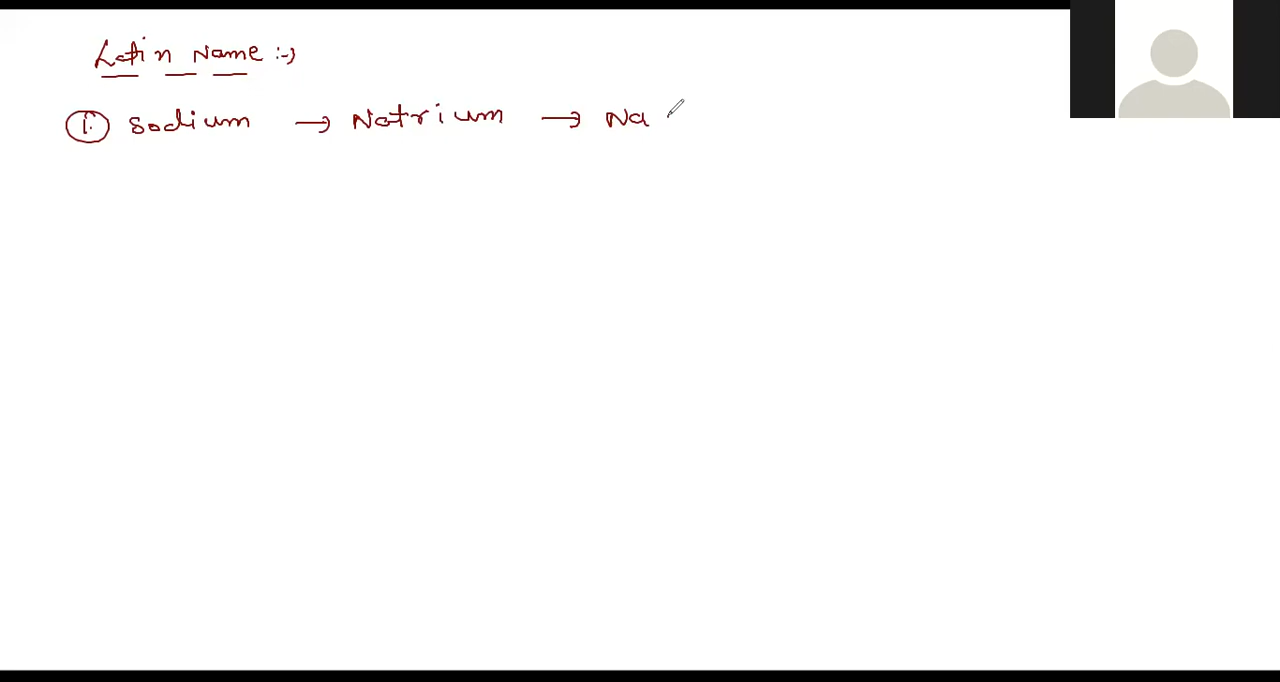 Latin Name :-)
①. Sodium → Natrium → Na